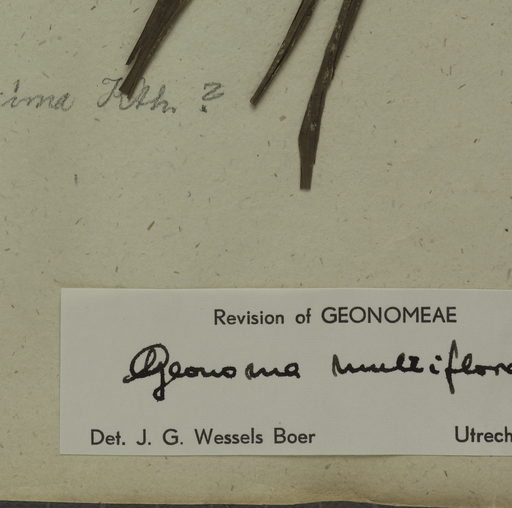 ima Kth. ?
Revision of GEONOMEAE
Geonoma multiflora
Det. J. G. Wessels Boer Utrech